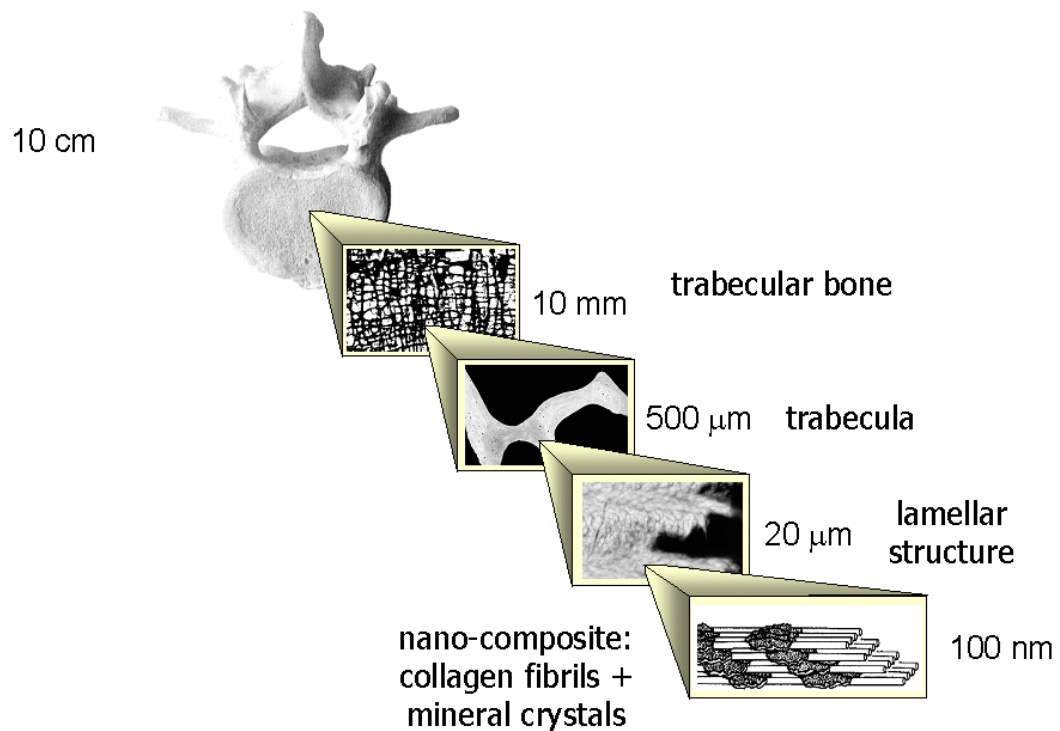 10 cm
10 mm
trabecular bone
500 μm
trabecula
20 μm
lamellar
structure
nano-composite:
collagen fibrils +
mineral crystals
100 nm